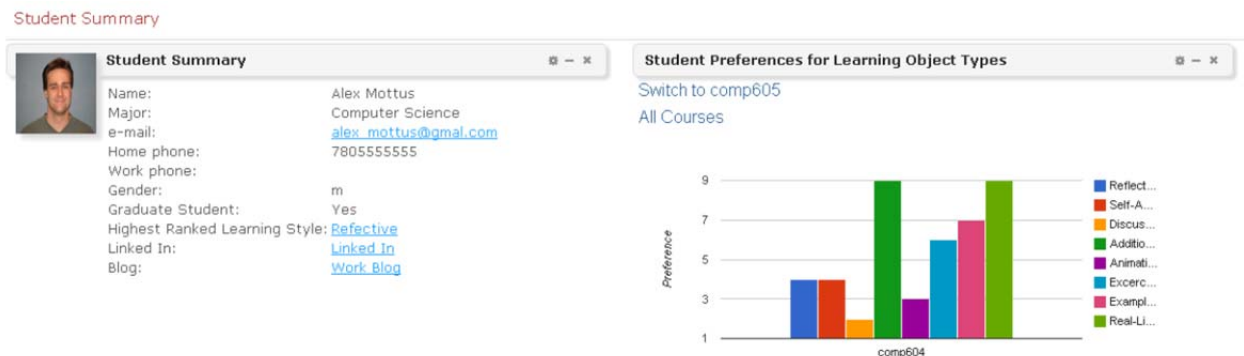 Student Summary
Student Summary
Name: Alex Mottus
Major: Computer Science
e-mail: alex_mottus@gmal.com
Home phone: 7805555555
Work phone:
Gender: m
Graduate Student: Yes
Highest Ranked Learning Style: Refective
Linked In: Linked In
Blog: Work Blog
Student Preferences for Learning Object Types
Switch to comp605
All Courses
9
7
5
3
1
Preference
comp604
Reflect...
Self-A...
Discus...
Additio...
Animati...
Excerc...
Exampl...
Real-Li...